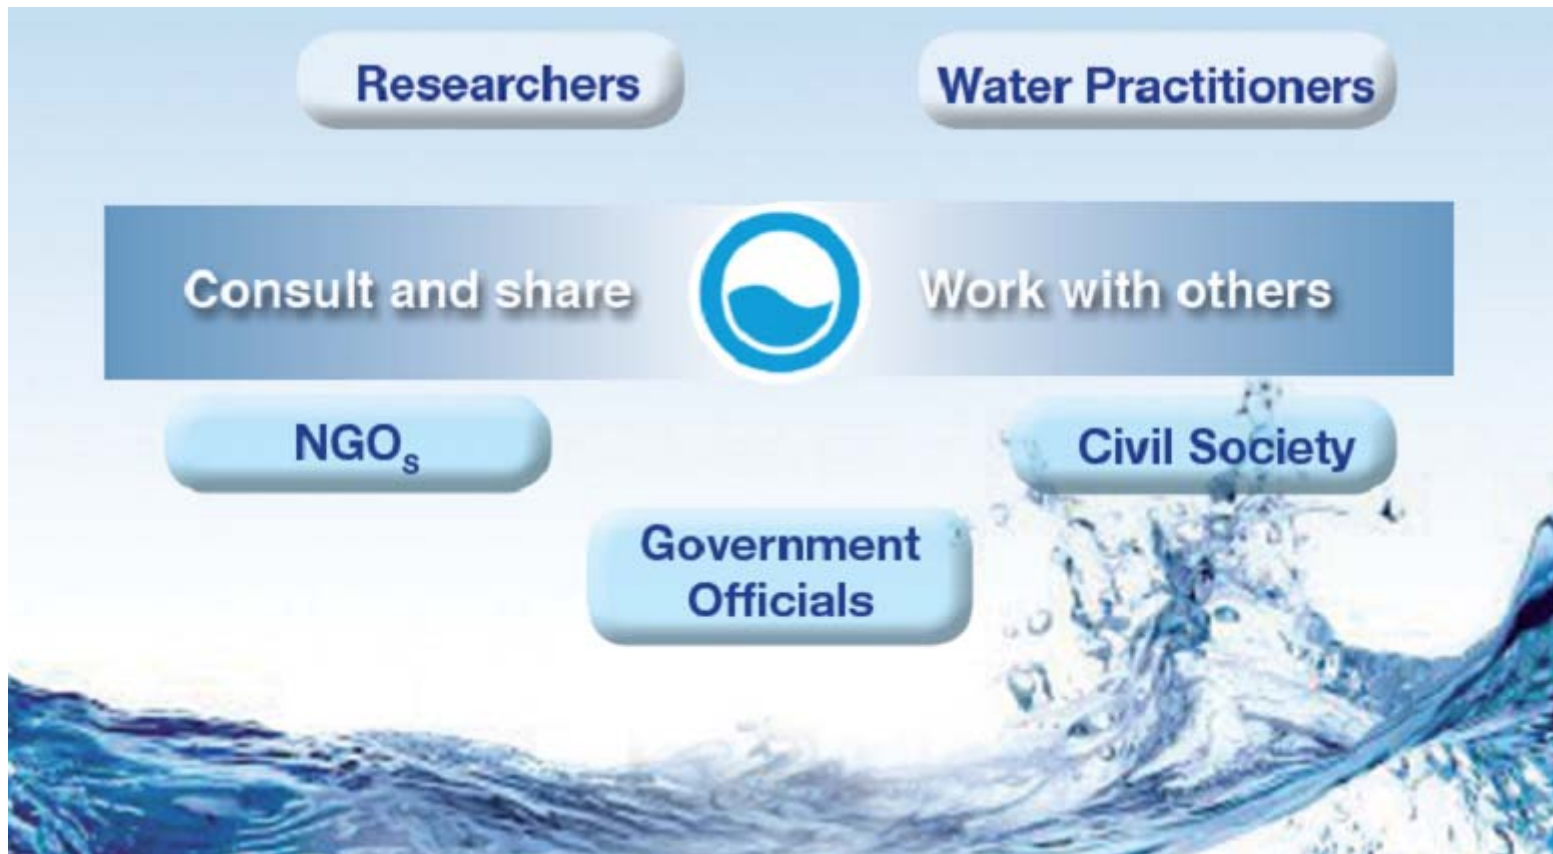 Researchers
Water Practitioners
Consult and share
Work with others
NGOs
Civil Society
Government
Officials